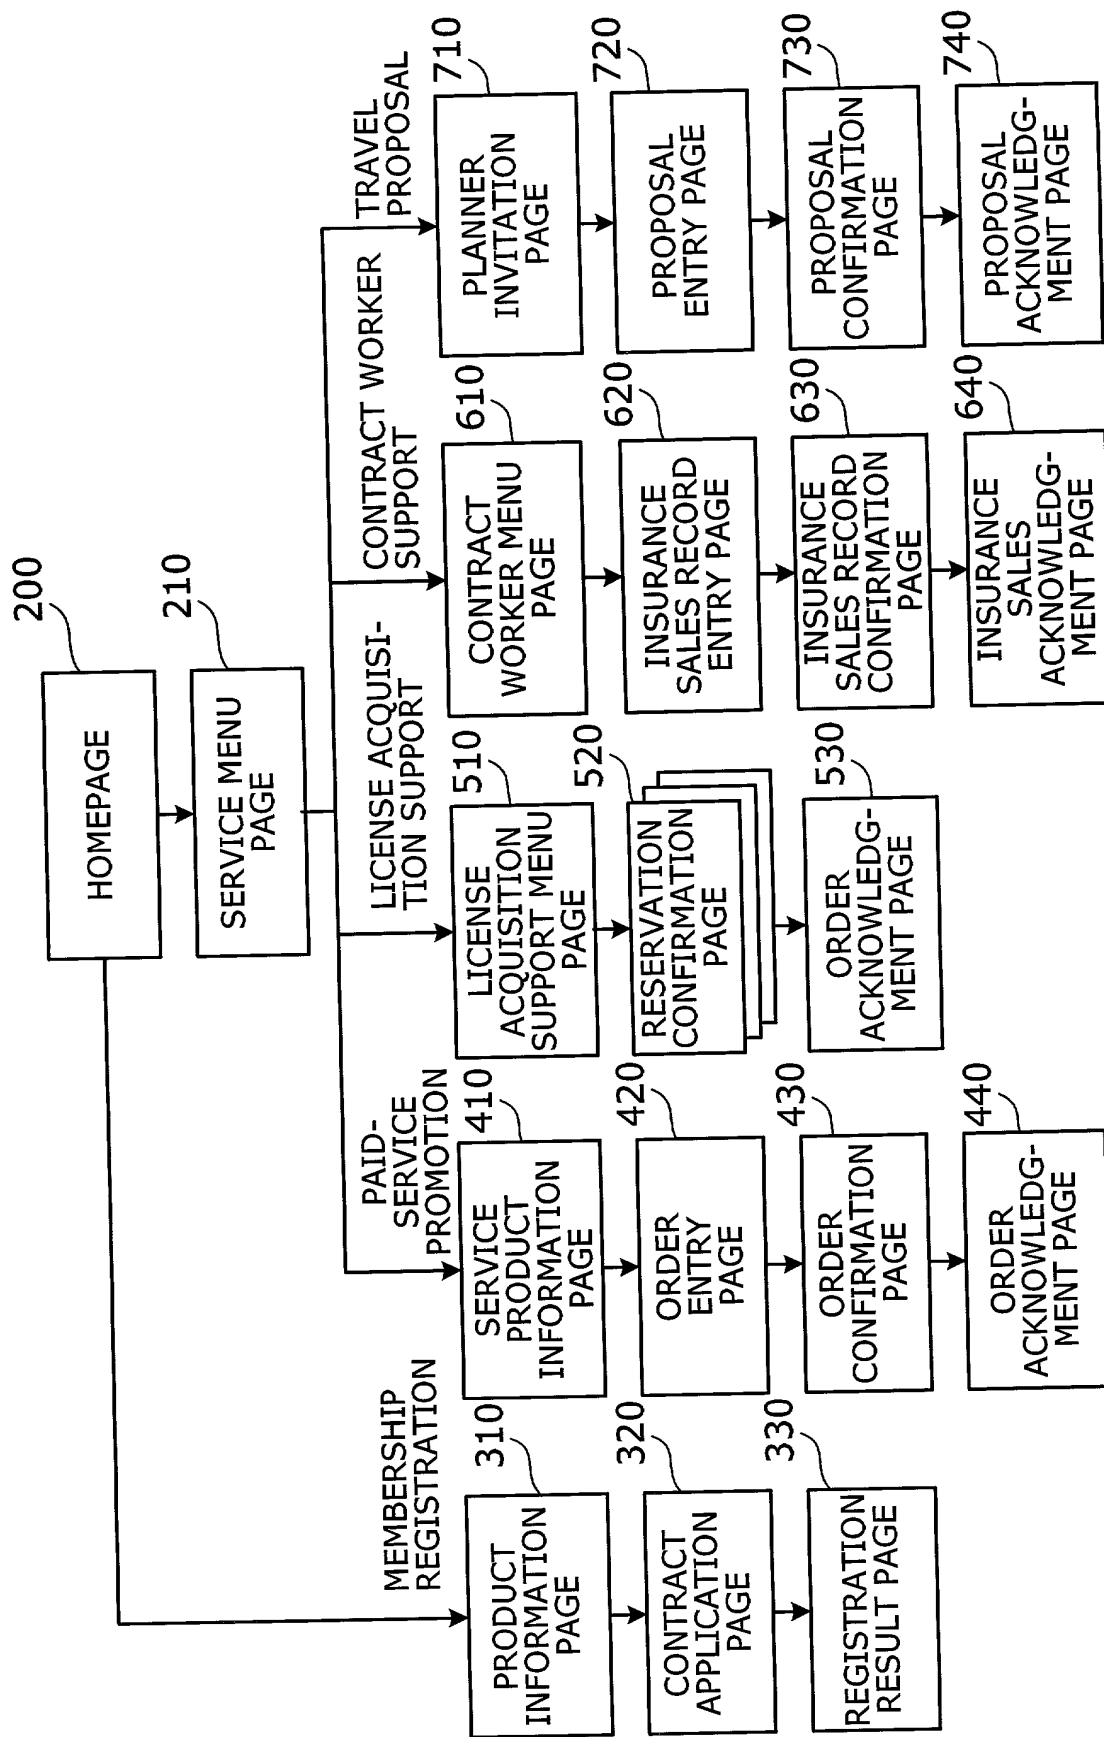 200
HOMEPAGE
210
SERVICE MENU
PAGE
MEMBERSHIP
REGISTRATION
310
PRODUCT
INFORMATION
PAGE
320
CONTRACT
APPLICATION
PAGE
330
REGISTRATION
RESULT PAGE
PAID-
SERVICE
PROMOTION
410
SERVICE
PRODUCT
INFORMATION
PAGE
420
ORDER
ENTRY
PAGE
430
ORDER
CONFIRMATION
PAGE
440
ORDER
ACKNOWLEDG-
MENT PAGE
LICENSE ACQUISI-
TION SUPPORT
510
LICENSE
ACQUISITION
SUPPORT MENU
PAGE
520
RESERVATION
CONFIRMATION
PAGE
530
ORDER
ACKNOWLEDG-
MENT PAGE
CONTRACT WORKER
SUPPORT
610
CONTRACT
WORKER MENU
PAGE
620
INSURANCE
SALES RECORD
ENTRY PAGE
630
INSURANCE
SALES RECORD
CONFIRMATION
PAGE
640
INSURANCE
SALES
ACKNOWLEDG-
MENT PAGE
TRAVEL
PROPOSAL
710
PLANNER
INVITATION
PAGE
720
PROPOSAL
ENTRY PAGE
730
PROPOSAL
CONFIRMATION
PAGE
740
PROPOSAL
ACKNOWLEDG-
MENT PAGE